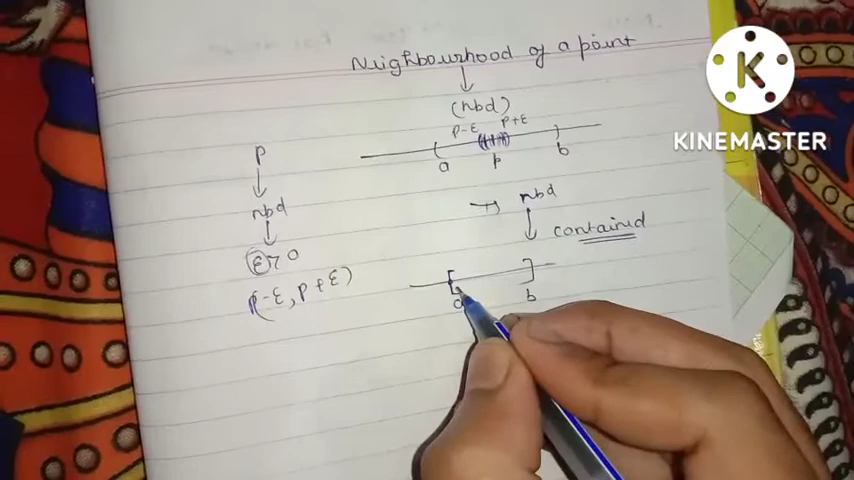 Neighbourhood of a point
(nbd)
P-ε P+ε
a p b
P
nbd
ε>0
(P-ε, P+ε)
nbd
contained
a b
K
KINEMASTER